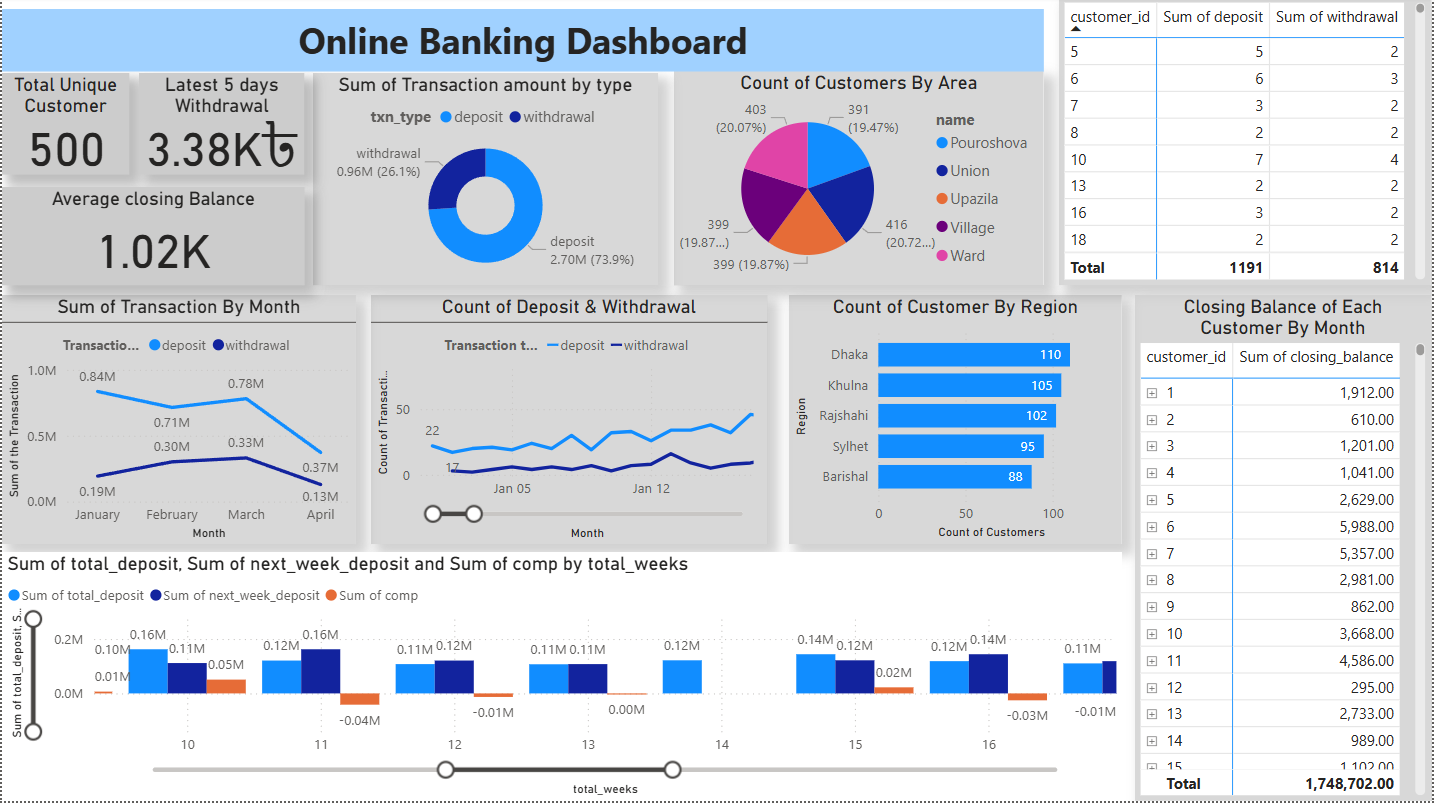 Online Banking Dashboard
Total Unique
Customer
500
Latest 5 days
Withdrawal
3.38K৳
Average closing Balance
1.02K
Sum of Transaction amount by type
txn_type deposit withdrawal
withdrawal
0.96M (26.1%)
deposit
2.70M (73.9%)
Count of Customers By Area
403
(20.07%)
391
(19.47%)
399
(19.87...)
416
(20.72...)
399 (19.87%)
name
Pouroshova
Union
Upazila
Village
Ward
customer_id Sum of deposit Sum of withdrawal
5 5 2
6 6 3
7 3 2
8 2 2
10 7 4
13 2 2
16 3 2
18 2 2
Total 1191 814
Sum of Transaction By Month
Transactio... deposit withdrawal
Sum of the Transaction
1.0M
0.5M
0.0M
0.84M
0.71M
0.78M
0.37M
0.19M
0.30M
0.33M
0.13M
January February March April
Month
Count of Deposit & Withdrawal
Transaction t... deposit withdrawal
Count of Transacti...
50
0
22
17
Jan 05 Jan 12
Month
Count of Customer By Region
Region
Dhaka 110
Khulna 105
Rajshahi 102
Sylhet 95
Barishal 88
0 50 100
Count of Customers
Closing Balance of Each
Customer By Month
customer_id Sum of closing_balance
1 1,912.00
2 610.00
3 1,201.00
4 1,041.00
5 2,629.00
6 5,988.00
7 5,357.00
8 2,981.00
9 862.00
10 3,668.00
11 4,586.00
12 295.00
13 2,733.00
14 989.00
15 1,102.00
Total 1,748,702.00
Sum of total_deposit, Sum of next_week_deposit and Sum of comp by total_weeks
Sum of total_deposit Sum of next_week_deposit Sum of comp
Sum of total_deposit, S...
0.2M
0.0M
0.10M
0.01M
0.16M
0.11M
0.05M
0.12M
0.16M
-0.04M
0.11M
0.12M
-0.01M
0.11M
0.11M
0.00M
0.12M
0.14M
0.12M
0.02M
0.12M
0.14M
-0.03M
0.11M
-0.01M
10 11 12 13 14 15 16
total_weeks